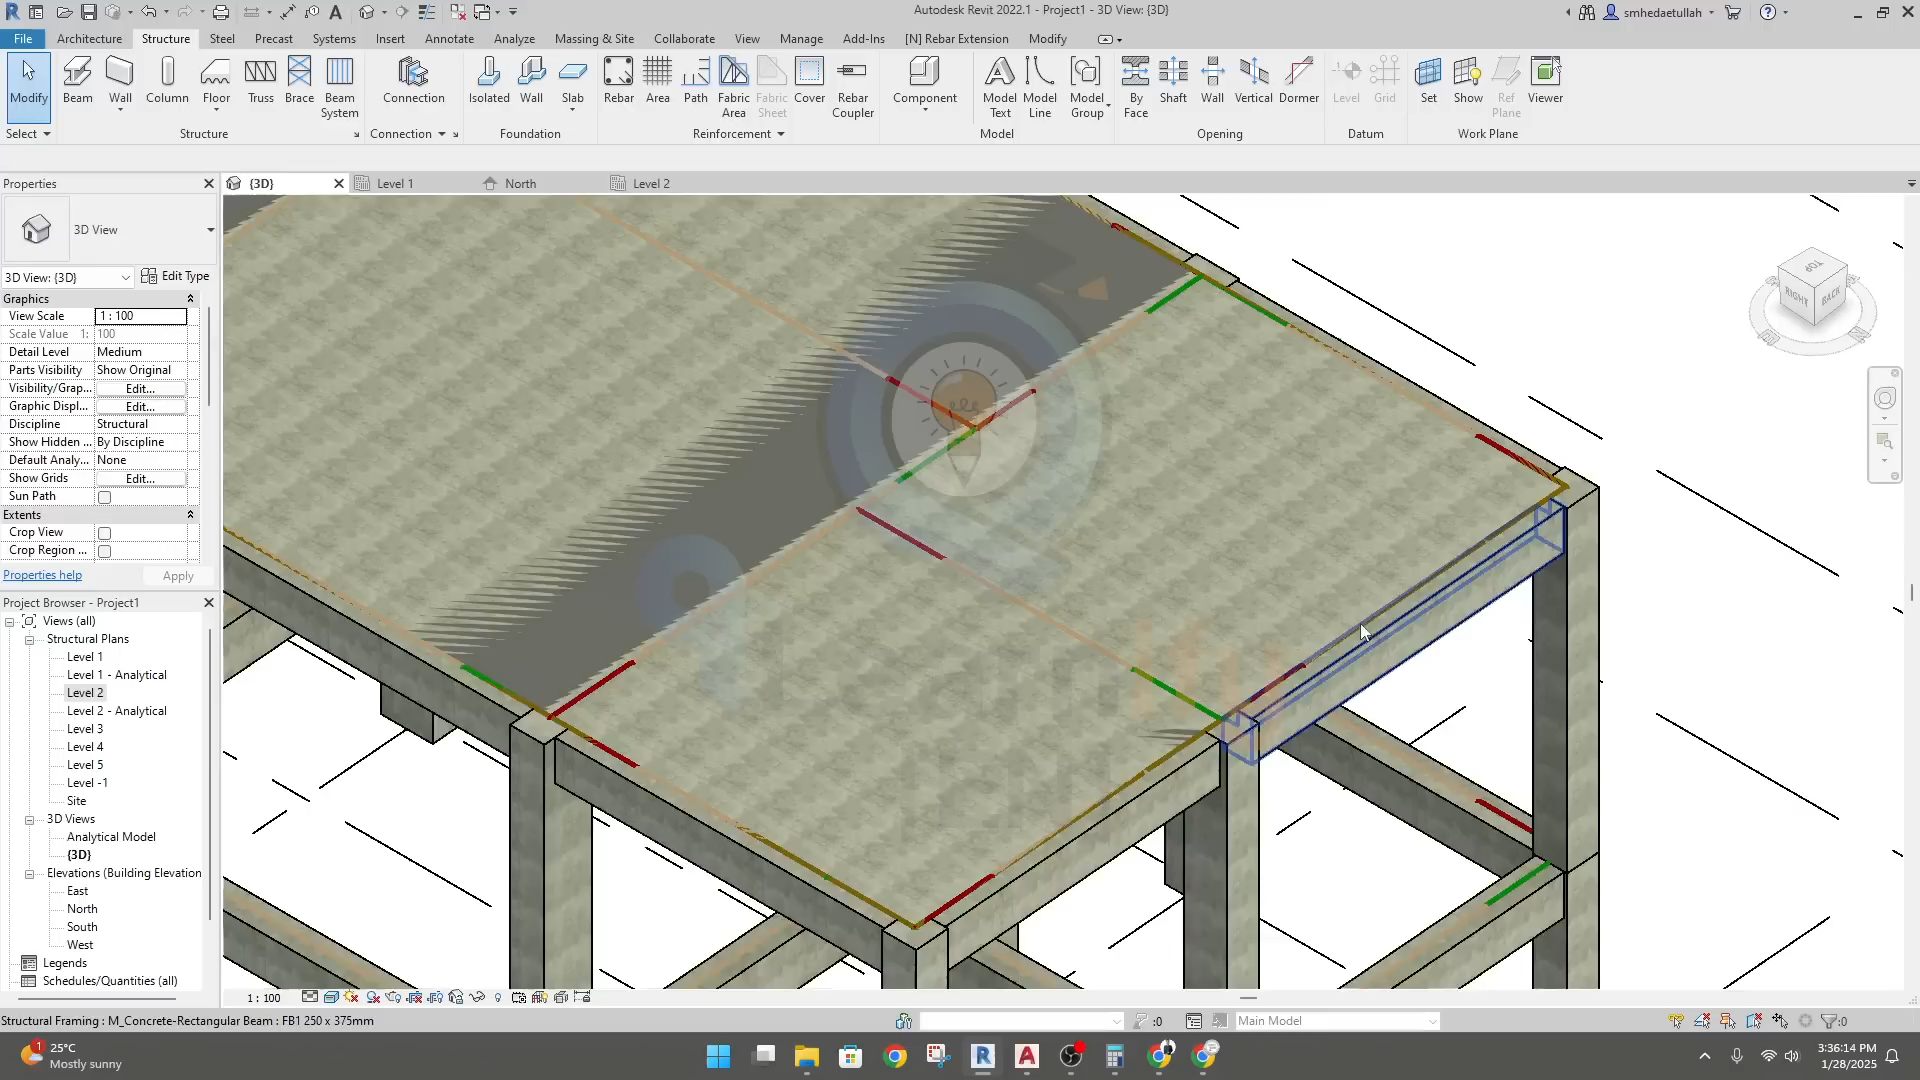 Autodesk Revit 2022.1 - Project1 - 3D View: {3D}
smhedaetullah
File
Architecture
Structure
Steel
Precast
Systems
Insert
Annotate
Analyze
Massing & Site
Collaborate
View
Manage
Add-Ins
[N] Rebar Extension
Modify
Modify
Beam
Wall
Column
Floor
Truss
Brace
Beam System
Connection
Isolated
Wall
Slab
Rebar
Area
Path
Fabric Area
Fabric Sheet
Cover
Rebar Coupler
Component
Model Text
Model Line
Model Group
By Face
Shaft
Wall
Vertical
Dormer
Level
Grid
Set
Show
Ref Plane
Viewer
Select
Structure
Connection
Foundation
Reinforcement
Model
Opening
Datum
Work Plane
Properties
{3D}
Level 1
North
Level 2
3D View
3D View: {3D}
Edit Type
Graphics
View Scale 1 : 100
Scale Value 1: 100
Detail Level Medium
Parts Visibility Show Original
Visibility/Grap... Edit...
Graphic Displ... Edit...
Discipline Structural
Show Hidden ... By Discipline
Default Analy... None
Show Grids Edit...
Sun Path
Extents
Crop View
Crop Region ...
Properties help
Apply
Project Browser - Project1
Views (all)
Structural Plans
Level 1
Level 1 - Analytical
Level 2
Level 2 - Analytical
Level 3
Level 4
Level 5
Level -1
Site
3D Views
Analytical Model
{3D}
Elevations (Building Elevation
East
North
South
West
Legends
Schedules/Quantities (all)
TOP
RIGHT
BACK
1 : 100
Structural Framing : M_Concrete-Rectangular Beam : FB1 250 x 375mm
:0
Main Model
:0
1
25°C
Mostly sunny
3:36:14 PM
1/28/2025